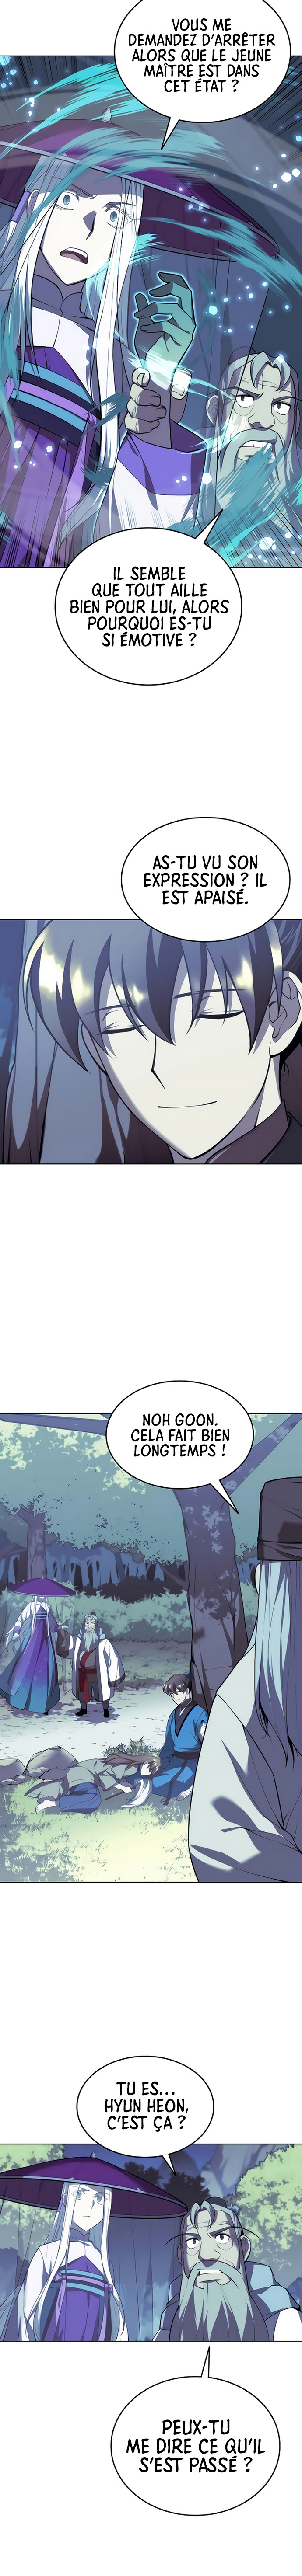 VOUS ME
DEMANDEZ D'ARRÊTER
ALORS QUE LE JEUNE
MAÎTRE EST DANS
CET ÉTAT ?
IL SEMBLE
QUE TOUT AILLE
BIEN POUR LUI, ALORS
POURQUOI ES-TU
SI ÉMOTIVE ?
AS-TU VU SON
EXPRESSION ? IL
EST APAISÉ.
NOH GOON.
CELA FAIT BIEN
LONGTEMPS !
TU ES...
HYUN HEON,
C'EST ÇA ?
PEUX-TU
ME DIRE CE QU'IL
S'EST PASSÉ ?